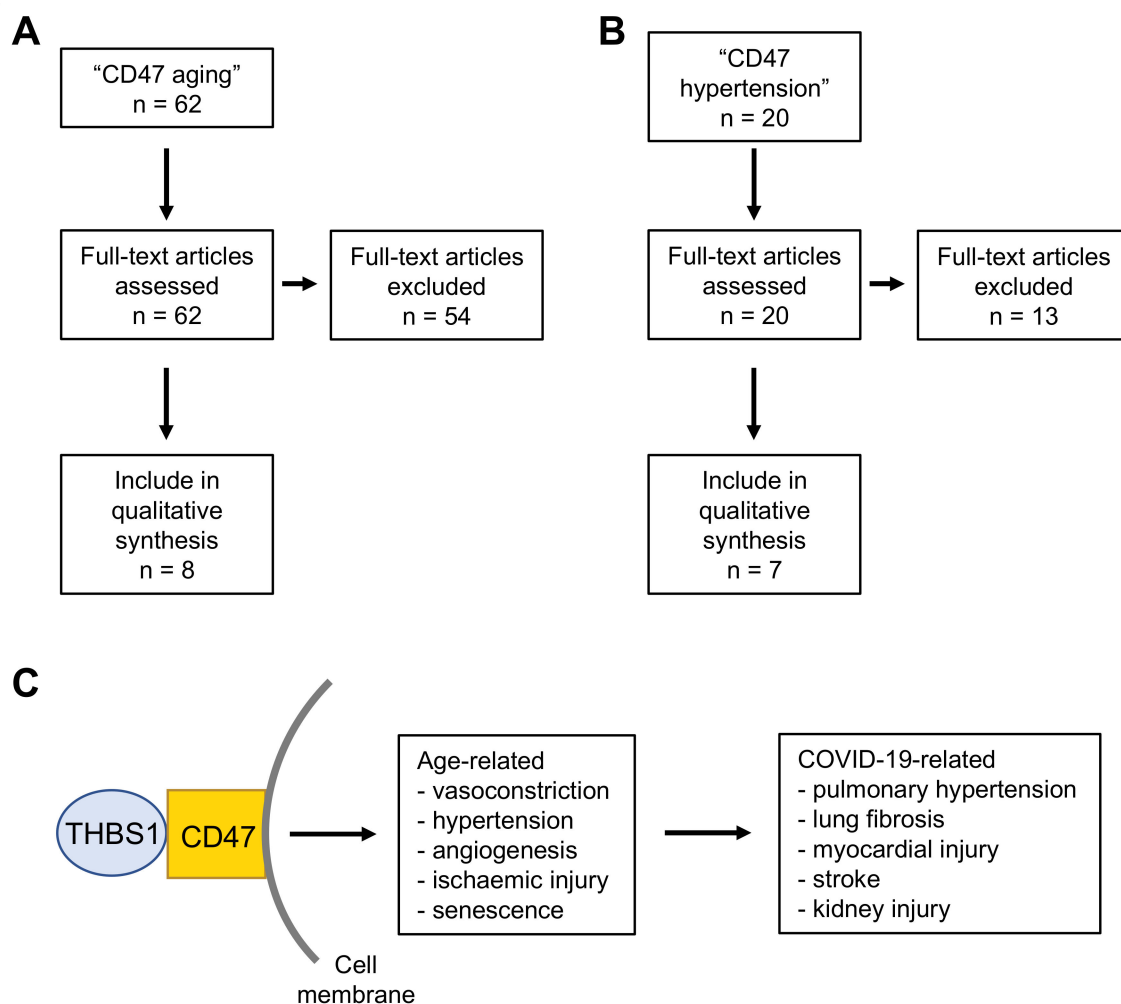 A
“CD47 aging”
n = 62
Full-text articles
assessed
n = 62
Full-text articles
excluded
n = 54
Include in
qualitative
synthesis
n = 8
B
“CD47
hypertension”
n = 20
Full-text articles
assessed
n = 20
Full-text articles
excluded
n = 13
Include in
qualitative
synthesis
n = 7
C
THBS1
CD47
Cell
membrane
Age-related
- vasoconstriction
- hypertension
- angiogenesis
- ischaemic injury
- senescence
COVID-19-related
- pulmonary hypertension
- lung fibrosis
- myocardial injury
- stroke
- kidney injury